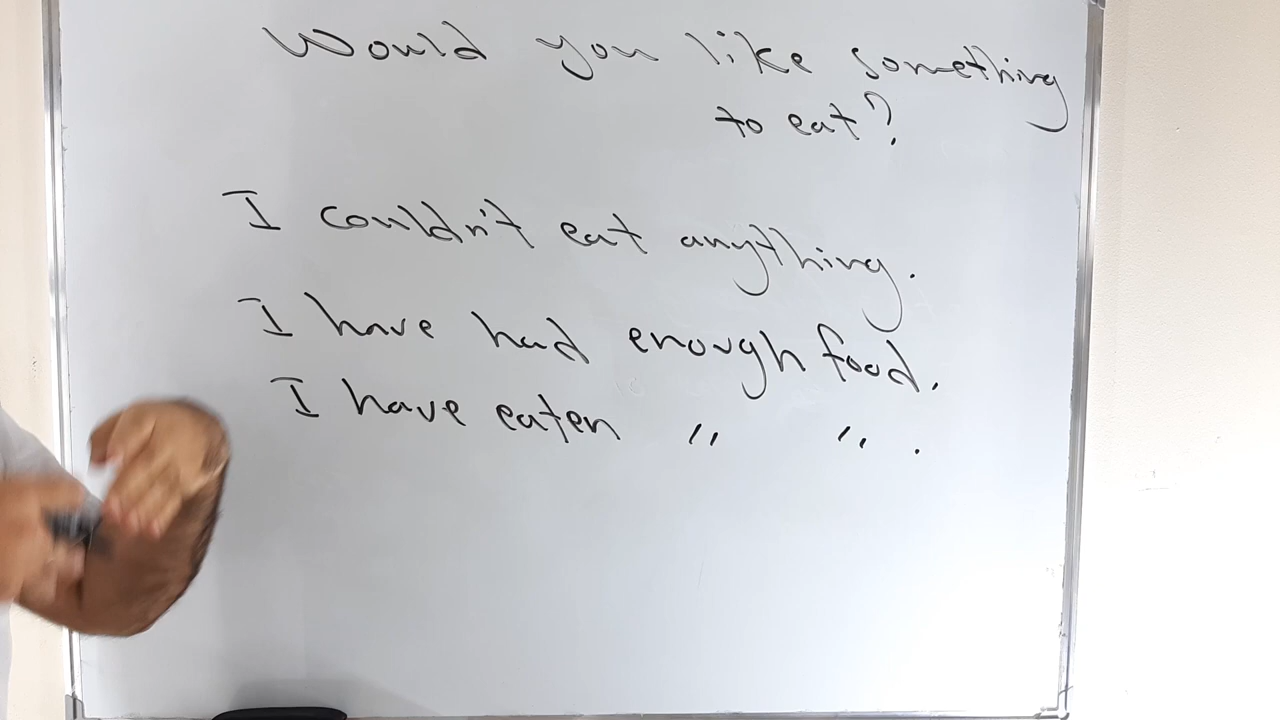 Would you like something
to eat?
I couldn't eat anything.
I have had enough food.
I have eaten " " .